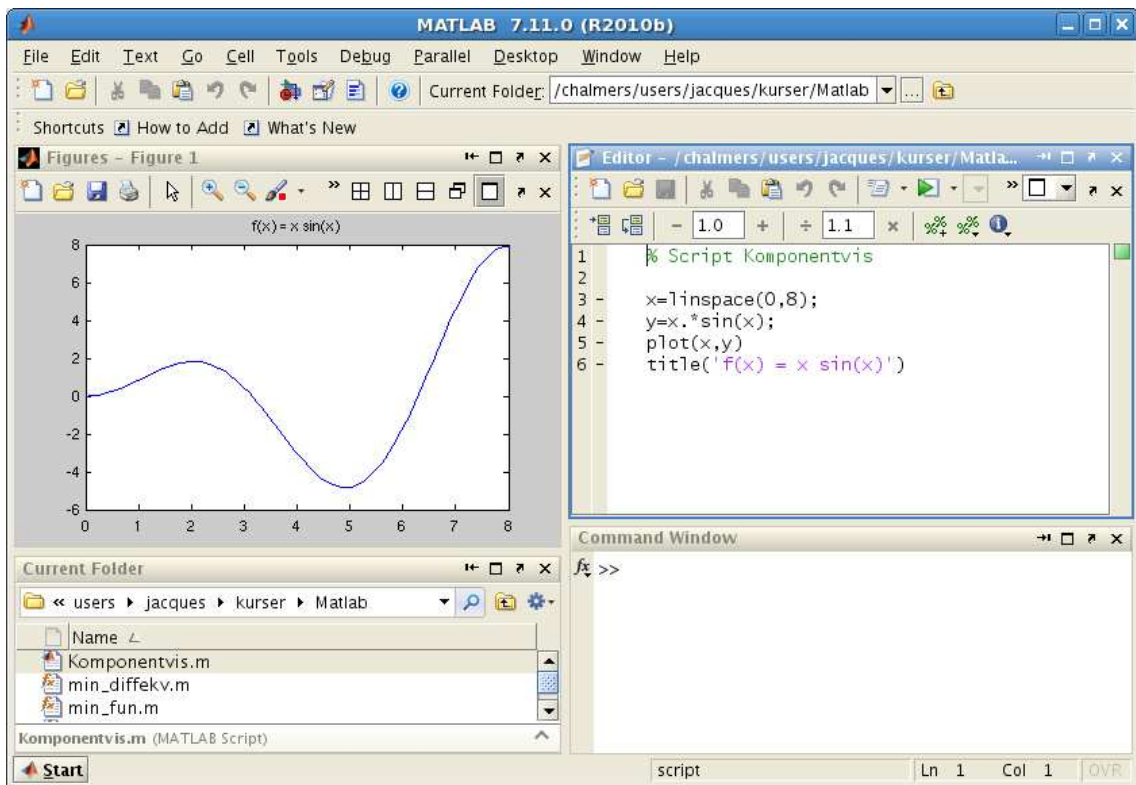 MATLAB 7.11.0 (R2010b)
File Edit Text Go Cell Tools Debug Parallel Desktop Window Help
Current Folder: /chalmers/users/jacques/kurser/Matlab ...
Shortcuts How to Add What's New
Figures - Figure 1
f(x) = x sin(x)
8
6
4
2
0
-2
-4
-6
0 1 2 3 4 5 6 7 8
Editor - /chalmers/users/jacques/kurser/Matla...
- 1.0 + ÷ 1.1 ×
1 % Script Komponentvis
2
3 - x=linspace(0,8);
4 - y=x.*sin(x);
5 - plot(x,y)
6 - title('f(x) = x sin(x)')
Current Folder
« users jacques kurser Matlab
Name
Komponentvis.m
min_diffekv.m
min_fun.m
Komponentvis.m (MATLAB Script)
Command Window
fx >>
Start
script Ln 1 Col 1 OVR